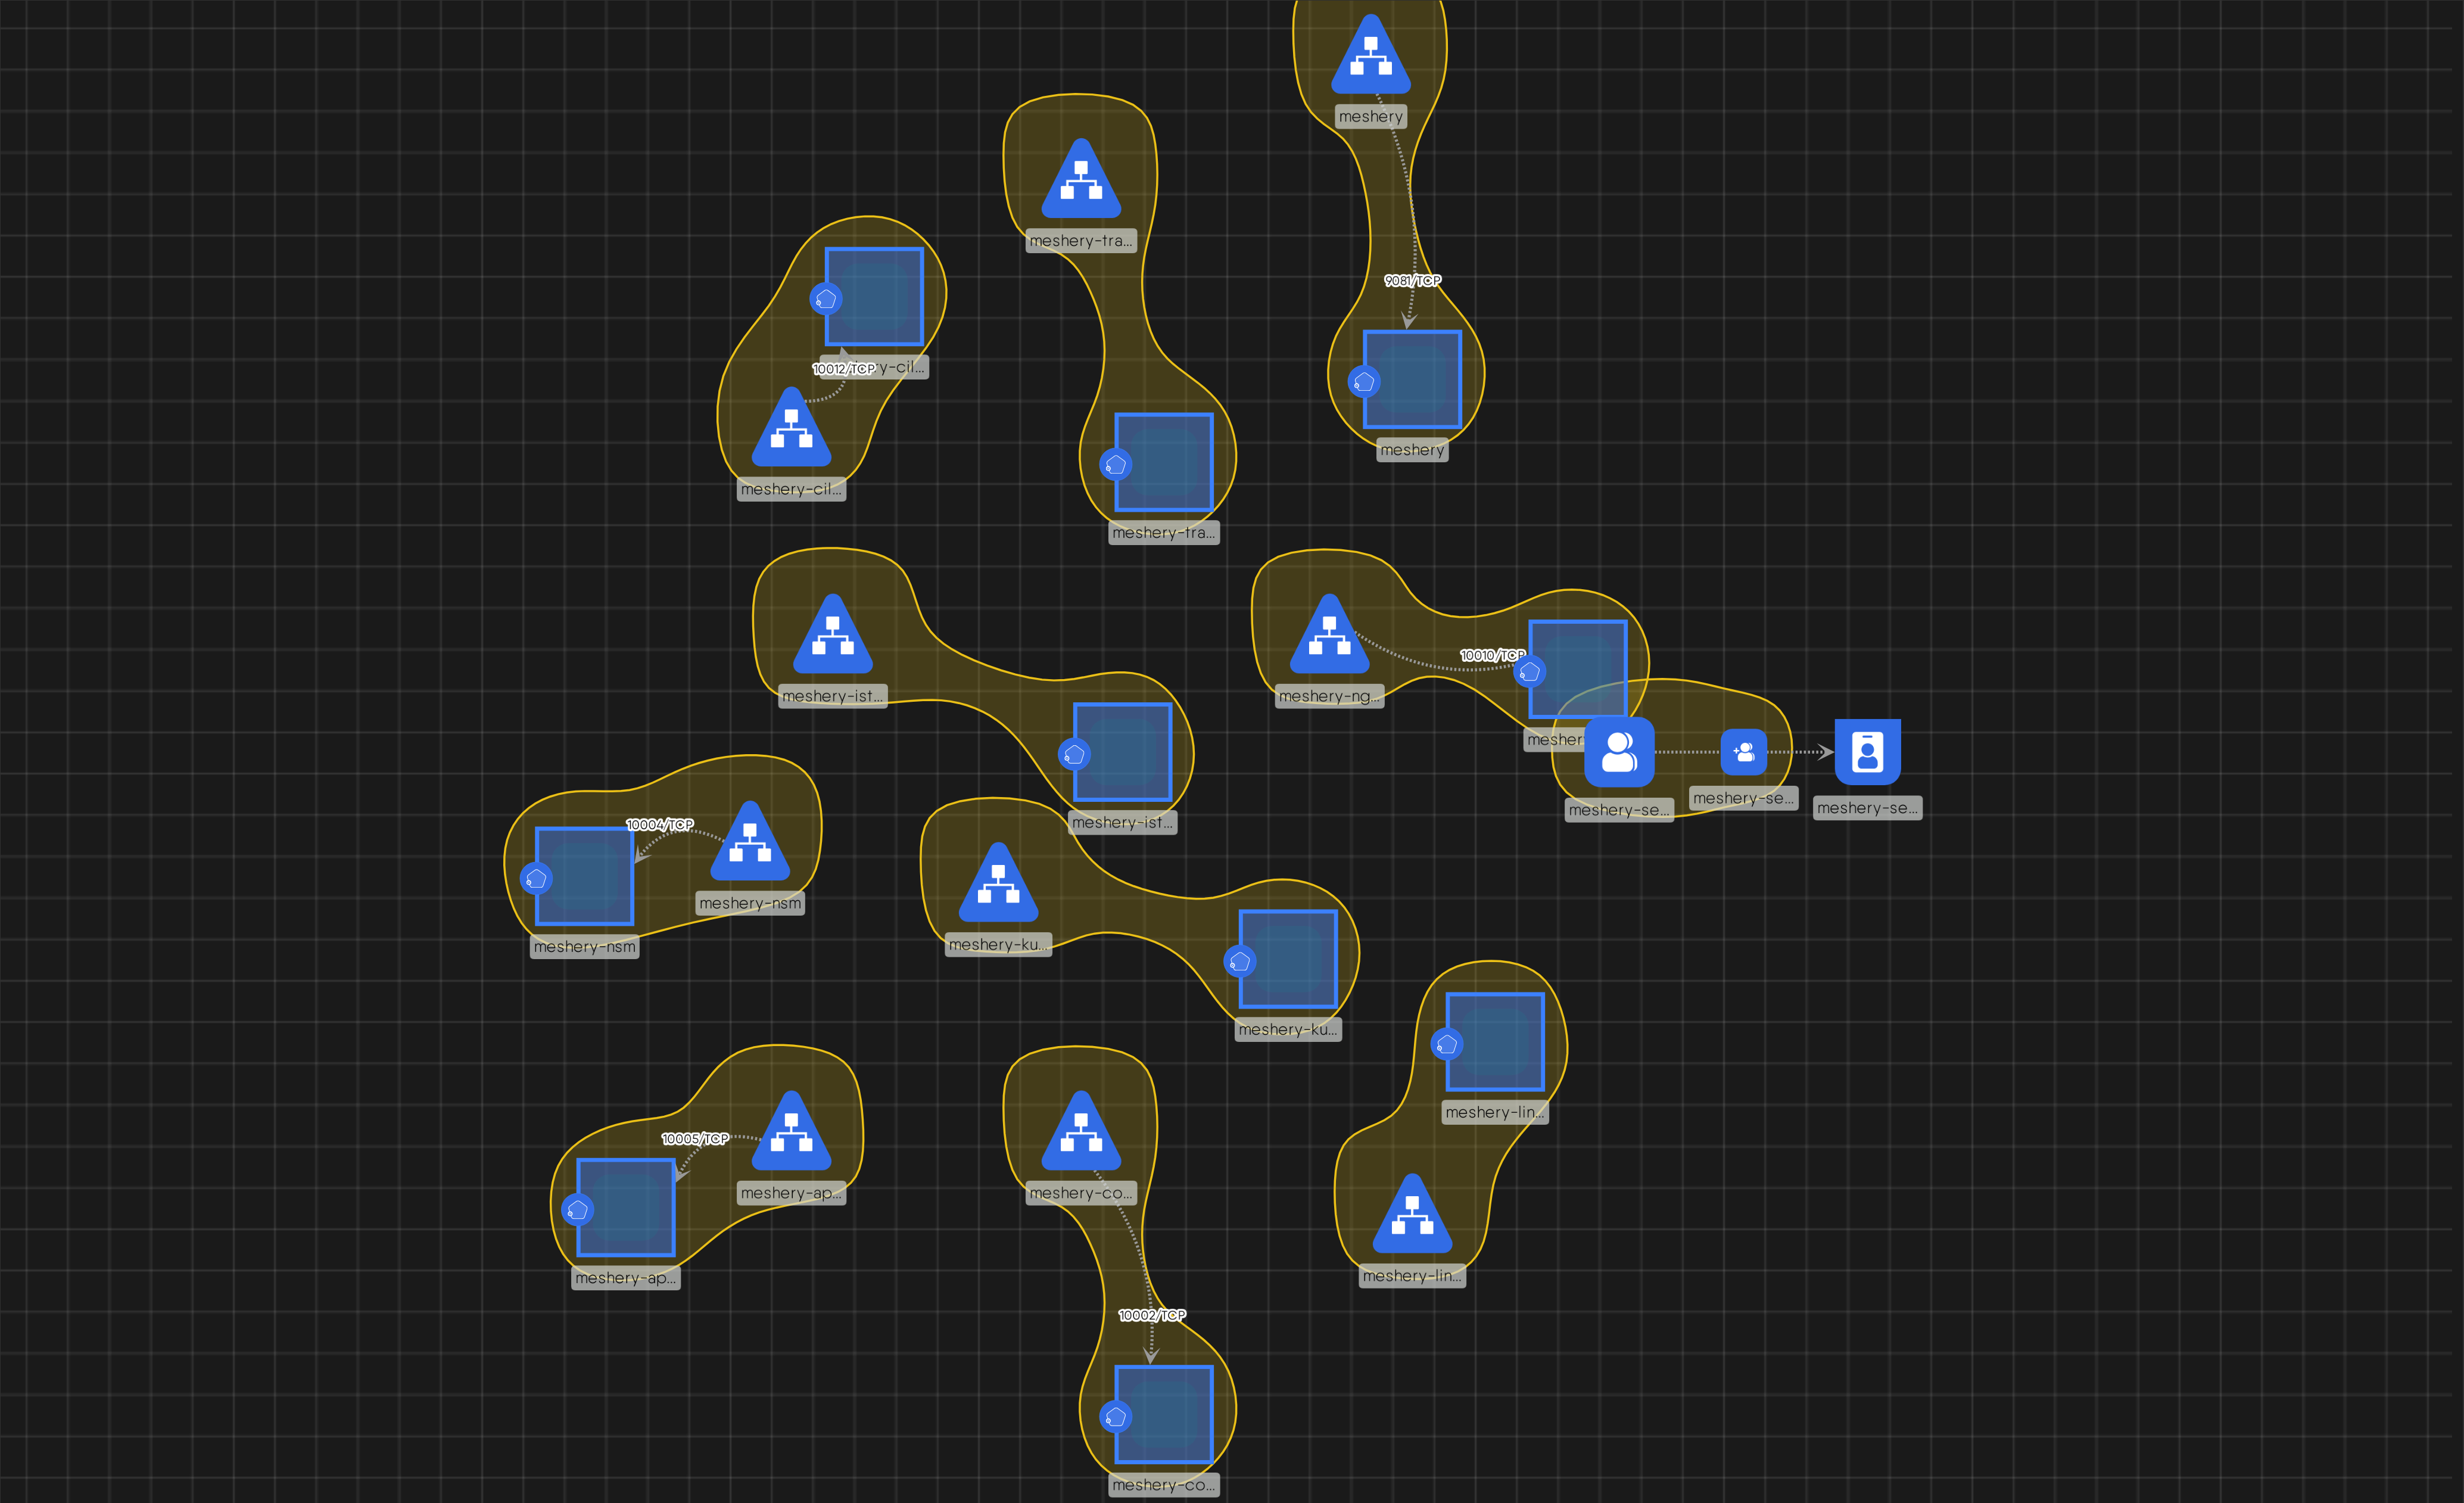 meshery
meshery-tra...
9081/TCP
10012/TCP
y-cil...
meshery
meshery-cil...
meshery-tra...
10010/TCP
meshery-ist...
meshery-ng...
mesher
meshery-se...
meshery-se...
meshery-se...
meshery-ist...
10004/TCP
meshery-nsm
meshery-nsm
meshery-ku...
meshery-ku...
meshery-lin...
10005/TCP
meshery-ap...
meshery-co...
meshery-ap...
meshery-lin...
10002/TCP
meshery-co...